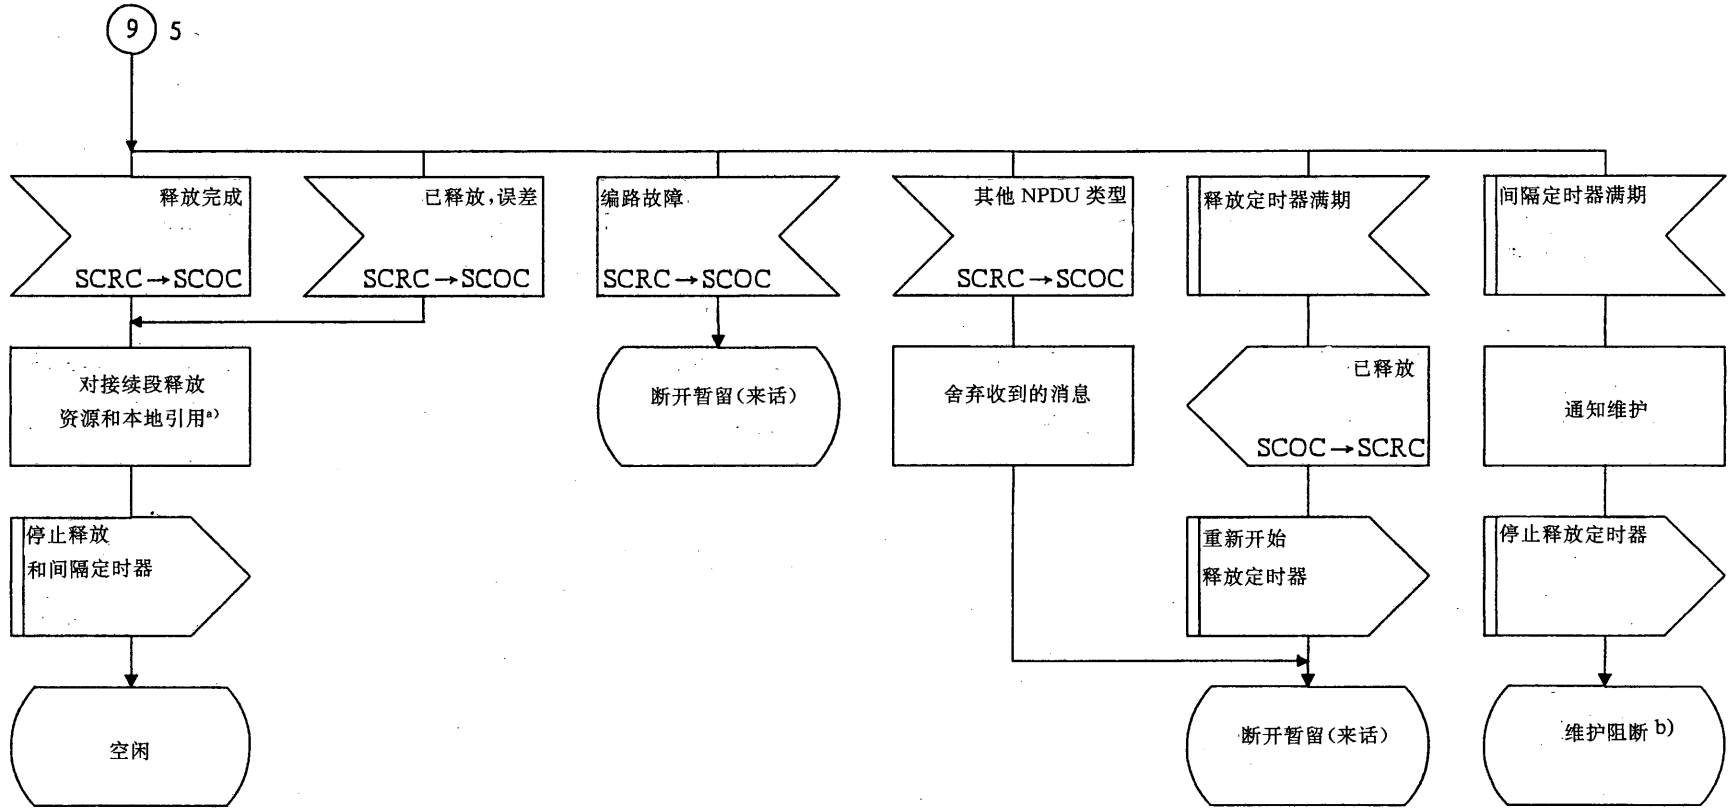 9 5
释放完成
SCRC→SCOC
已释放,误差
SCRC→SCOC
编路故障
SCRC→SCOC
其他 NPDU 类型
SCRC→SCOC
释放定时器满期
间隔定时器满期
对接续段释放
资源和本地引用a)
断开暂留(来话)
舍弃收到的消息
已释放
SCOC→SCRC
通知维护
停止释放
和间隔定时器
重新开始
释放定时器
停止释放定时器
空闲
断开暂留(来话)
维护阻断 b)